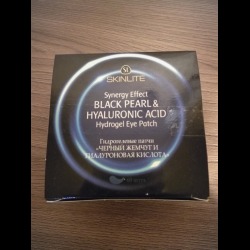 SKINLITE
Synergy Effect
BLACK PEARL &
HYALURONIC ACID
Hydrogel Eye Patch
Гидрогелевые патчи
«ЧЕРНЫЙ ЖЕМЧУГ И
ГИАЛУРОНОВАЯ КИСЛОТА»